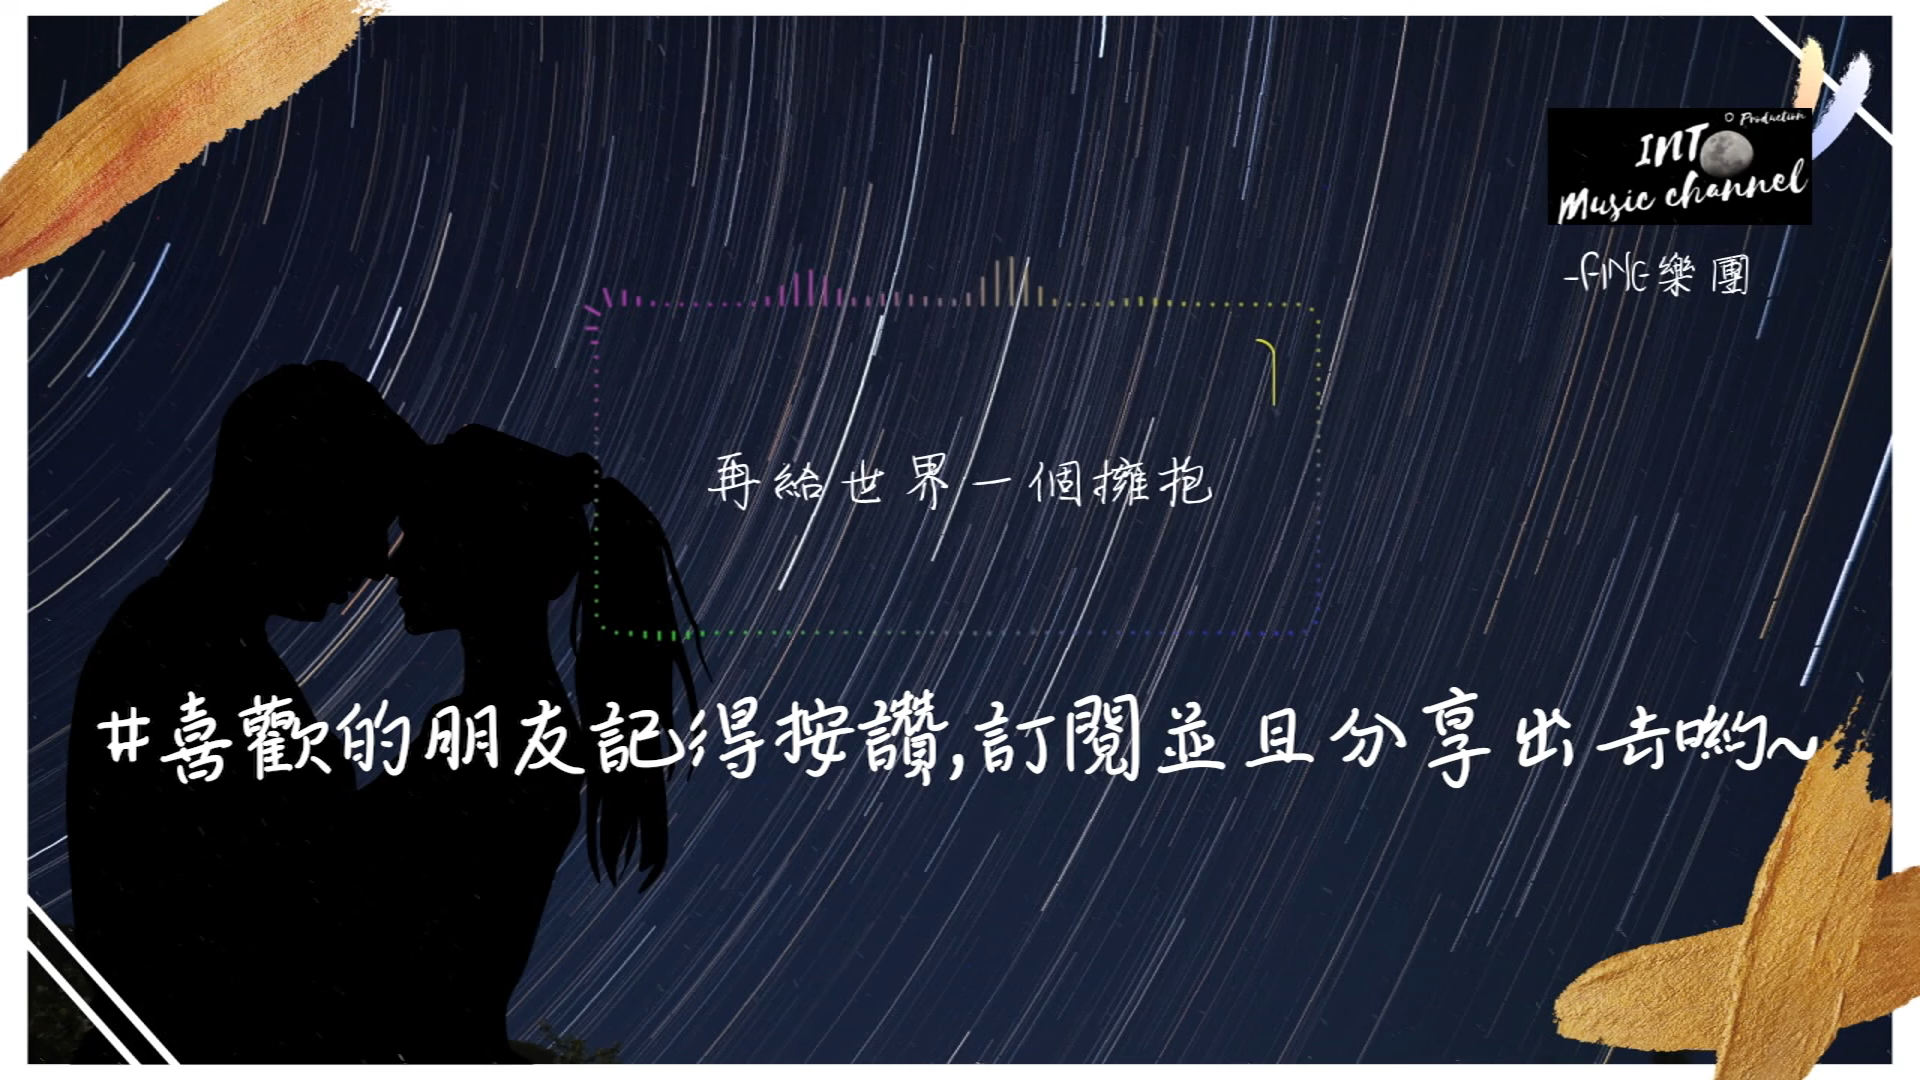 Production
INTO
Music channel
-FINE樂團
再給世界一個擁抱
#喜歡的朋友記得按讚,訂閱並且分享出去喲~